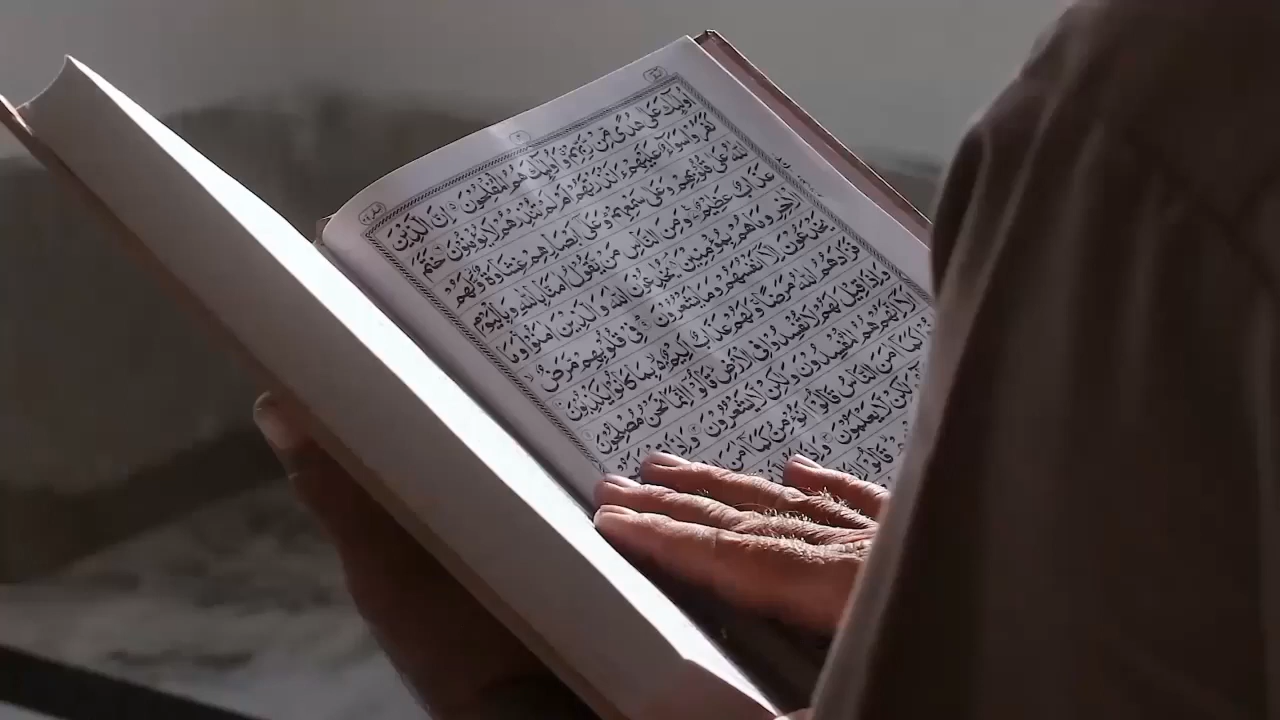 اُولٰٓئِكَ عَلٰى هُدًى مِّنْ رَّبِّهِمْ وَاُولٰٓئِكَ هُمُ الْمُفْلِحُوْنَ اِنَّ الَّذِيْنَ
كَفَرُوْا سَوَآءٌ عَلَيْهِمْ ءَاَنْذَرْتَهُمْ اَمْ لَمْ تُنْذِرْهُمْ لَا يُؤْمِنُوْنَ خَتَمَ
اللّٰهُ عَلٰى قُلُوْبِهِمْ وَعَلٰى سَمْعِهِمْ وَعَلٰٓى اَبْصَارِهِمْ غِشَاوَةٌ وَّلَهُمْ
عَذَابٌ عَظِيْمٌ وَمِنَ النَّاسِ مَنْ يَّقُوْلُ اٰمَنَّا بِاللّٰهِ وَبِالْيَوْمِ
الْاٰخِرِ وَمَا هُمْ بِمُؤْمِنِيْنَ يُخٰدِعُوْنَ اللّٰهَ وَالَّذِيْنَ اٰمَنُوْا وَمَا
يَخْدَعُوْنَ اِلَّآ اَنْفُسَهُمْ وَمَا يَشْعُرُوْنَ فِيْ قُلُوْبِهِمْ مَّرَضٌ
فَزَادَهُمُ اللّٰهُ مَرَضًا وَلَهُمْ عَذَابٌ اَلِيْمٌ بِمَا كَانُوْا يَكْذِبُوْنَ
وَاِذَا قِيْلَ لَهُمْ لَا تُفْسِدُوْا فِي الْاَرْضِ قَالُوْٓا اِنَّمَا نَحْنُ مُصْلِحُوْنَ
اَلَآ اِنَّهُمْ هُمُ الْمُفْسِدُوْنَ وَلٰكِنْ لَّا يَشْعُرُوْنَ وَاِذَا
كَمَآ اٰمَنَ النَّاسُ قَالُوْٓا اَنُؤْمِنُ كَمَآ اٰمَنَ
وَلٰكِنْ لَّا يَعْلَمُوْنَ وَاِذَا
قَالُوْٓا